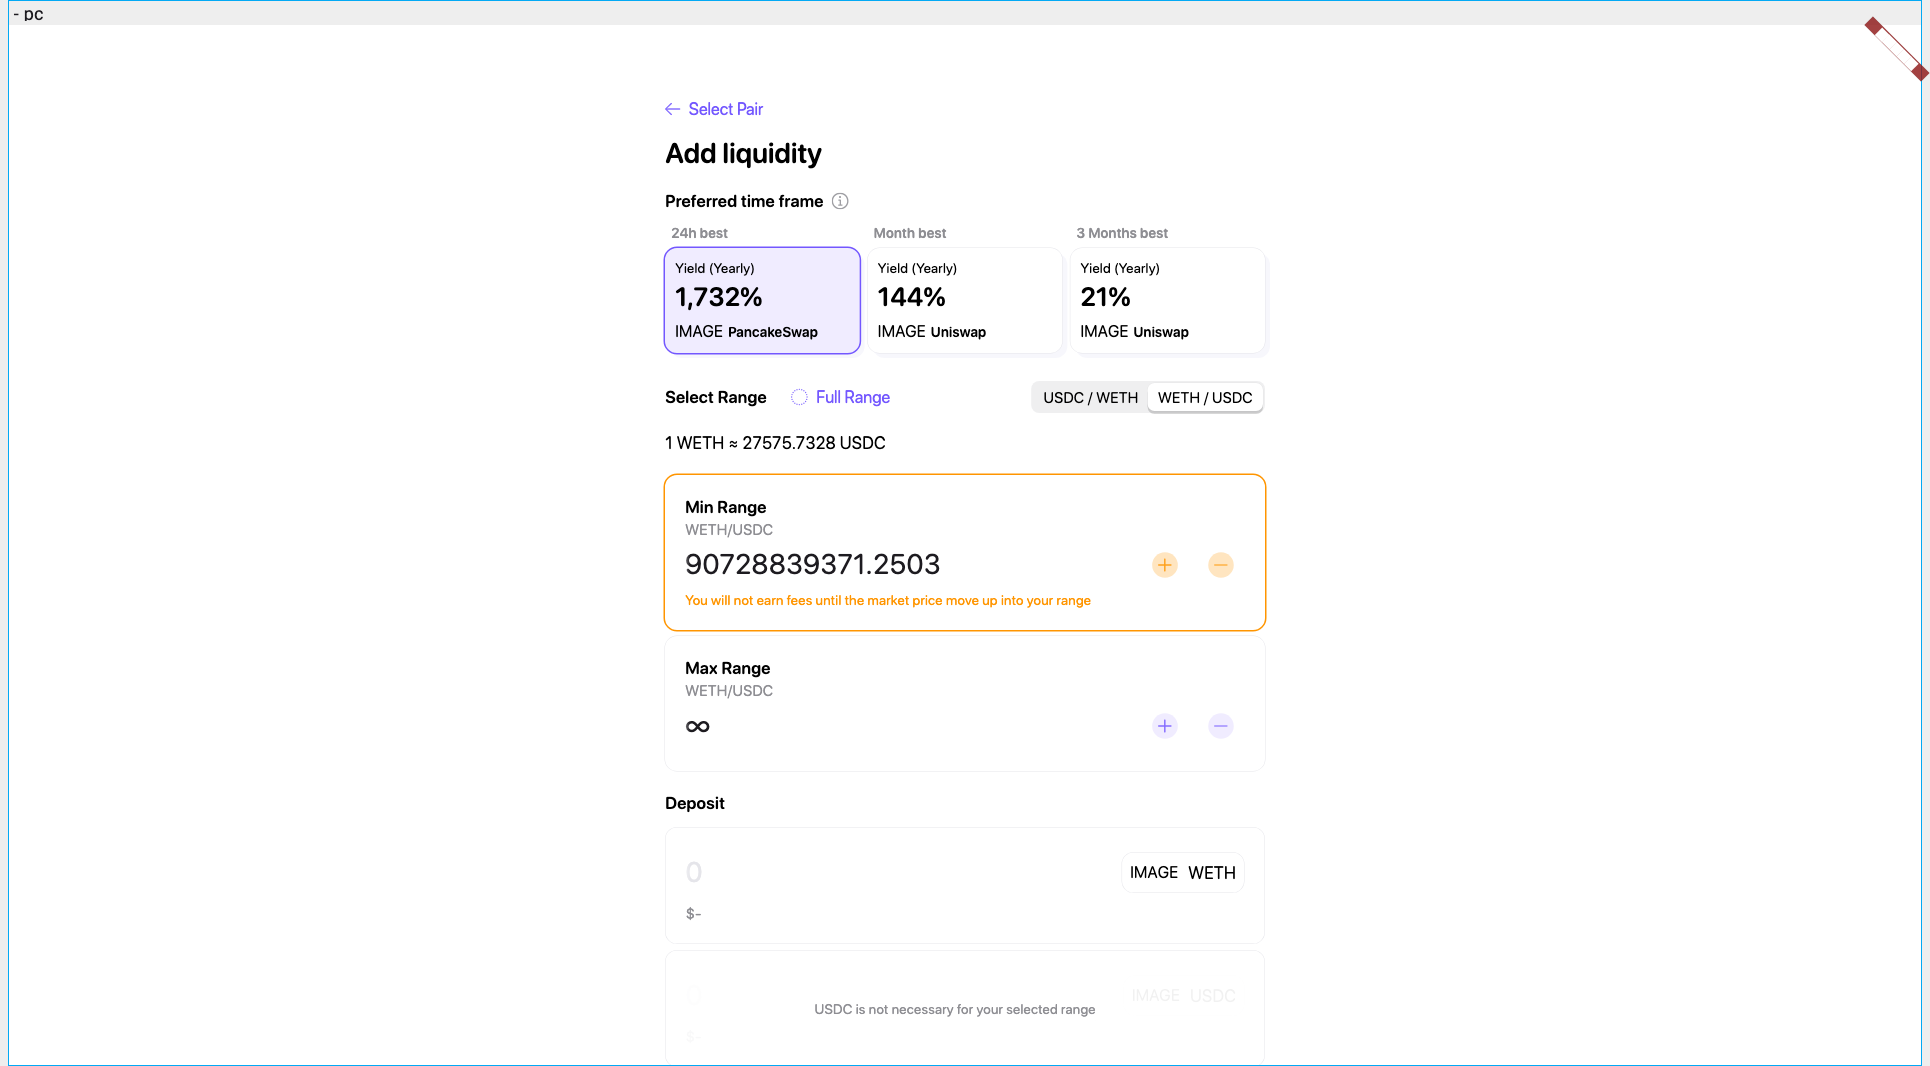 - pc
Select Pair
Add liquidity
Preferred time frame
24h best
Month best
3 Months best
Yield (Yearly)
1,732%
IMAGE PancakeSwap
Yield (Yearly)
144%
IMAGE Uniswap
Yield (Yearly)
21%
IMAGE Uniswap
Select Range
Full Range
USDC / WETH
WETH / USDC
1 WETH ≈ 27575.7328 USDC
Min Range
WETH/USDC
90728839371.2503
You will not earn fees until the market price move up into your range
Max Range
WETH/USDC
∞
Deposit
0
IMAGE WETH
$-
0
IMAGE USDC
USDC is not necessary for your selected range
$-